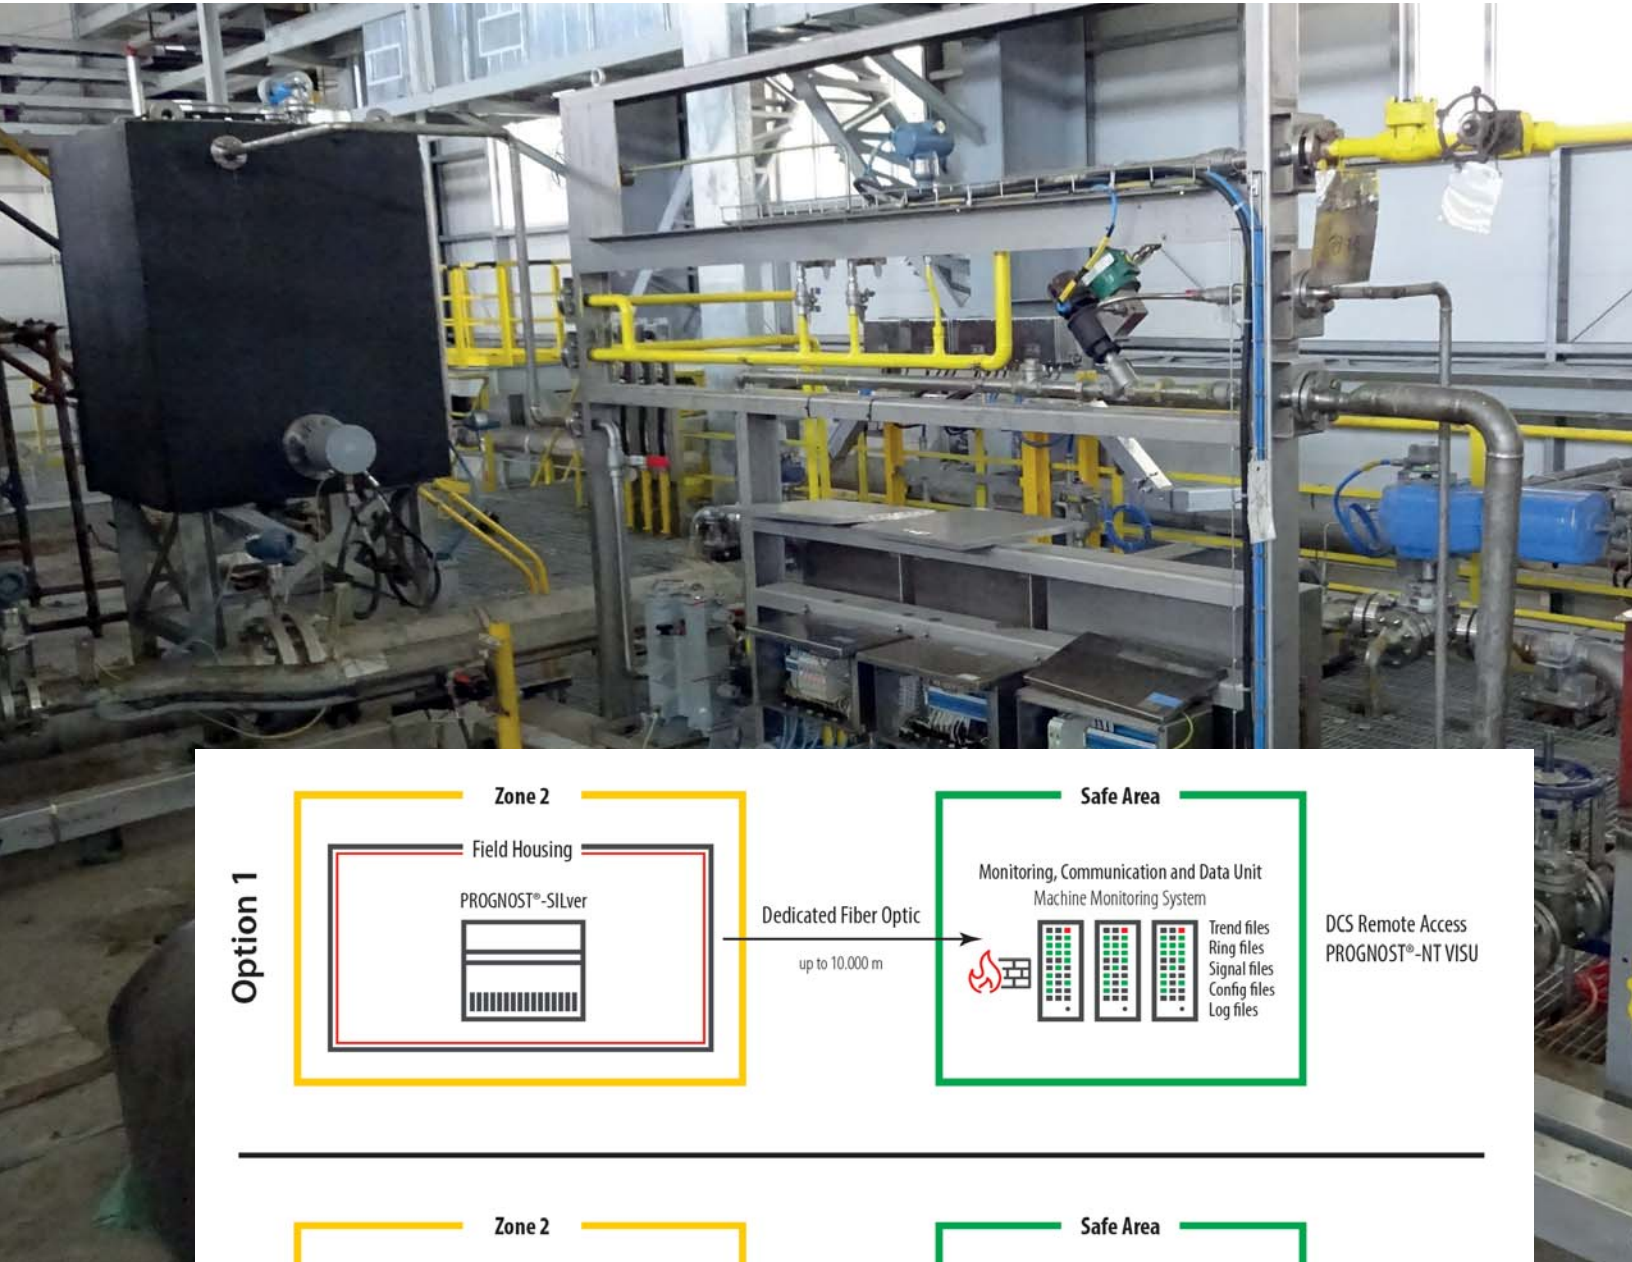 Option 1
Zone 2
Field Housing
PROGNOST®-SILver
Dedicated Fiber Optic
up to 10.000 m
Safe Area
Monitoring, Communication and Data Unit
Machine Monitoring System
Trend files
Ring files
Signal files
Config files
Log files
DCS Remote Access
PROGNOST®-NT VISU
Zone 2
Safe Area